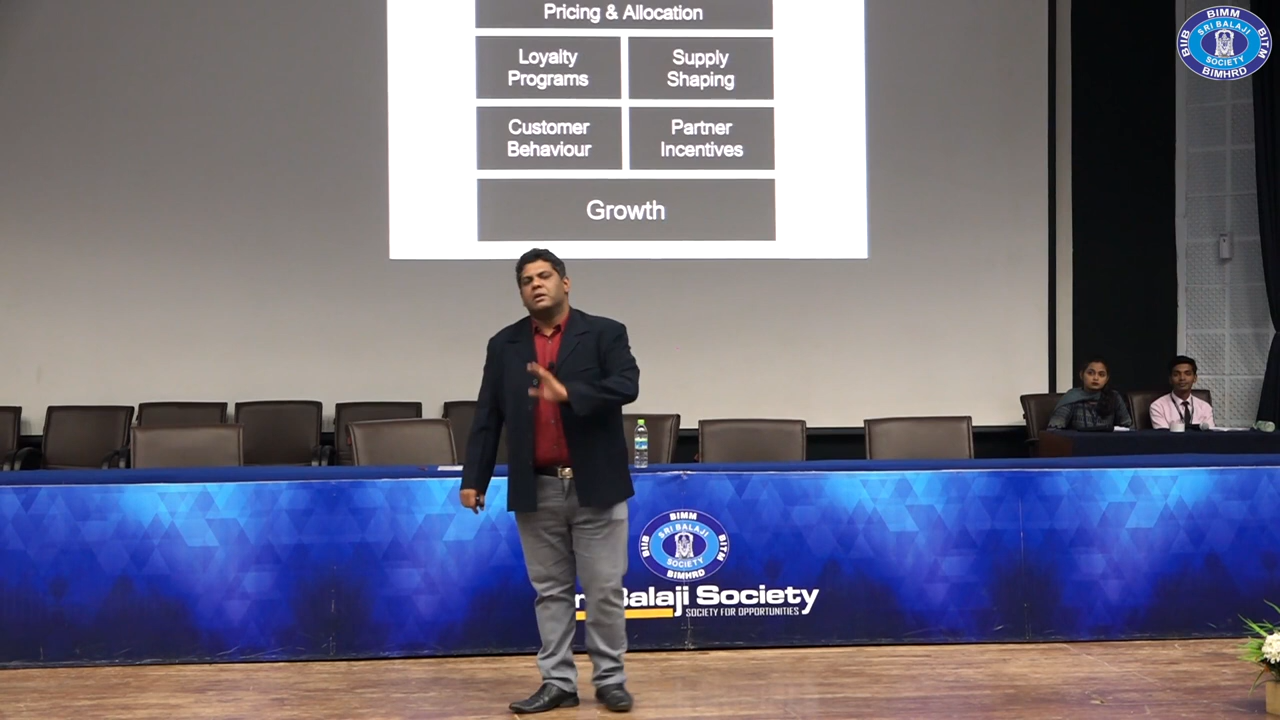 Pricing & Allocation
Loyalty
Programs
Supply
Shaping
Customer
Behaviour
Partner
Incentives
Growth
BIMM
SRI BALAJI
BIIB
BITM
SOCIETY
BIMHRD
BIMM
SRI BALAJI
BIIB
BITM
SOCIETY
BIMHRD
Balaji Society
SOCIETY FOR OPPORTUNITIES